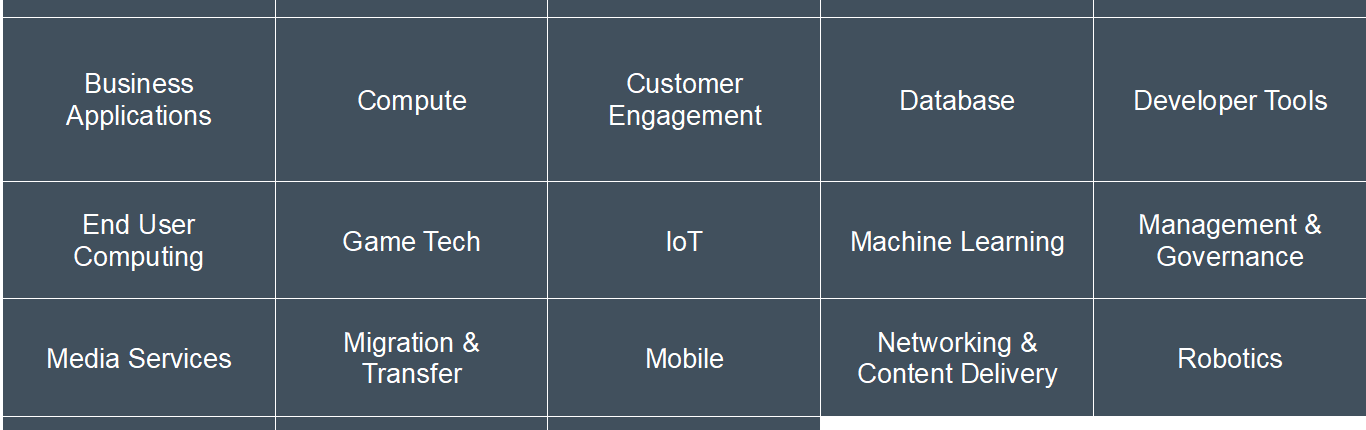 Business
Applications
Compute
Customer
Engagement
Database
Developer Tools
End User
Computing
Game Tech
IoT
Machine Learning
Management &
Governance
Media Services
Migration &
Transfer
Mobile
Networking &
Content Delivery
Robotics